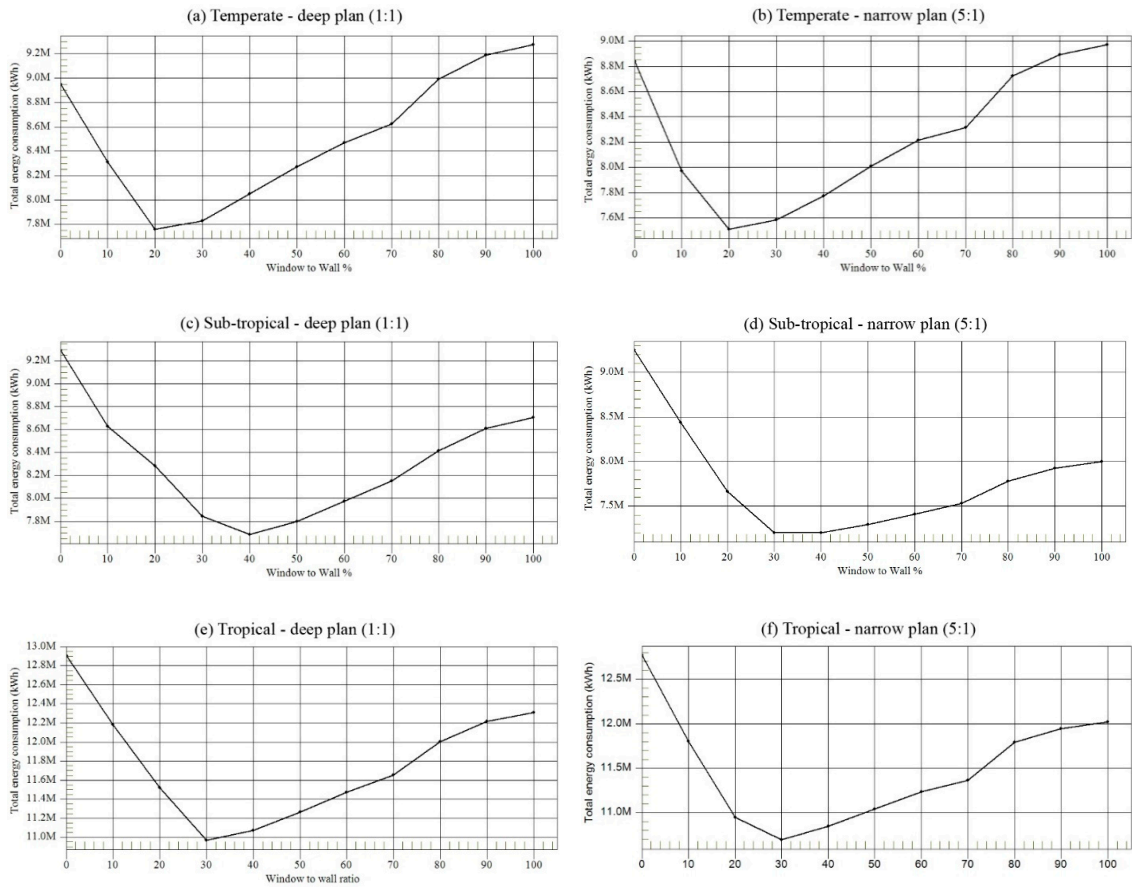 (a) Temperate - deep plan (1:1)
Total energy consumption (kWh)
9.2M
9.0M
8.8M
8.6M
8.4M
8.2M
8.0M
7.8M
0 10 20 30 40 50 60 70 80 90 100
Window to Wall %
(b) Temperate - narrow plan (5:1)
Total energy consumption (kWh)
9.0M
8.8M
8.6M
8.4M
8.2M
8.0M
7.8M
7.6M
0 10 20 30 40 50 60 70 80 90 100
Window to Wall %
(c) Sub-tropical - deep plan (1:1)
Total energy consumption (kWh)
9.2M
9.0M
8.8M
8.6M
8.4M
8.2M
8.0M
7.8M
0 10 20 30 40 50 60 70 80 90 100
Window to Wall %
(d) Sub-tropical - narrow plan (5:1)
Total energy consumption (kWh)
9.0M
8.5M
8.0M
7.5M
0 10 20 30 40 50 60 70 80 90 100
Window to Wall %
(e) Tropical - deep plan (1:1)
Total energy consumption (kWh)
13.0M
12.8M
12.6M
12.4M
12.2M
12.0M
11.6M
11.4M
11.2M
11.0M
0 10 20 30 40 50 60 70 80 90 100
Window to wall ratio
(f) Tropical - narrow plan (5:1)
Total energy consumption (kWh)
12.5M
12.0M
11.5M
11.0M
0 10 20 30 40 50 60 70 80 90 100